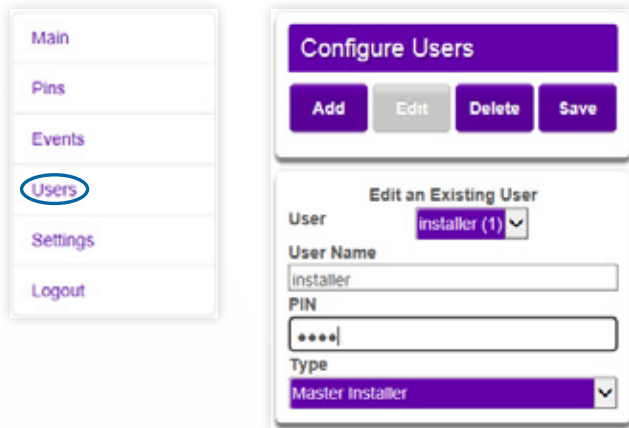 Main
Pins
Events
Users
Settings
Logout
Configure Users
Add Edit Delete Save
Edit an Existing User
User installer (1)
User Name
installer
PIN
••••
Type
Master Installer